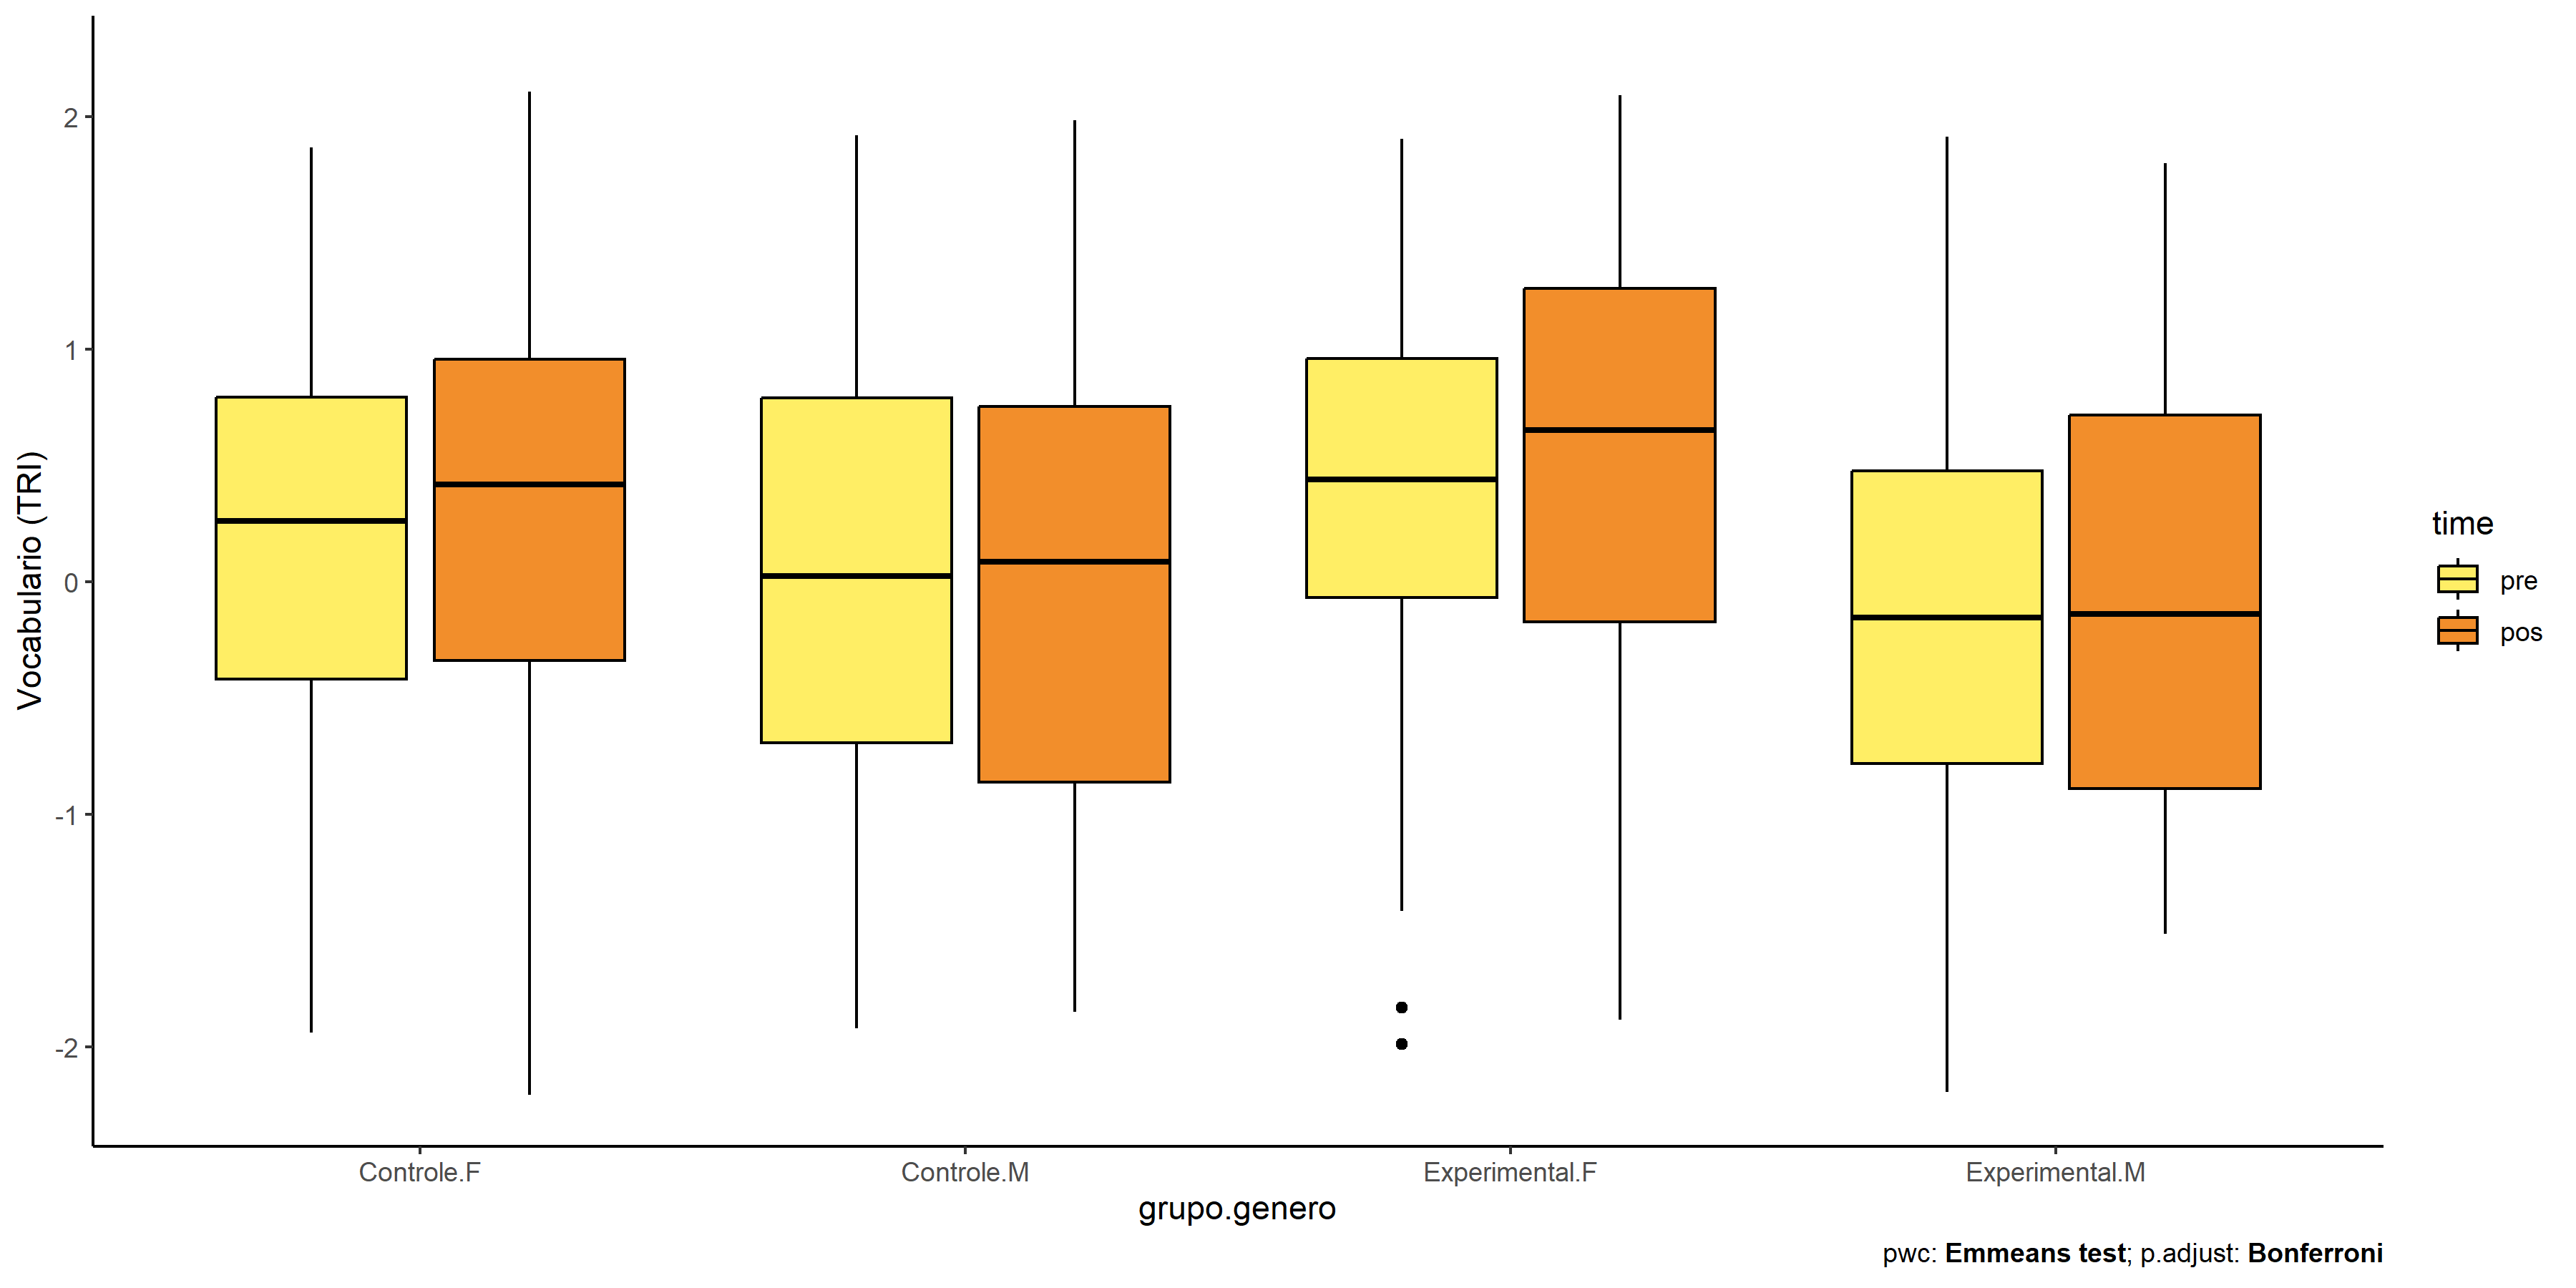 Vocabulario (TRI)
2
1
0
-1
-2
Controle.F
Controle.M
Experimental.F
Experimental.M
grupo.genero
time
pre
pos
pwc: Emmeans test; p.adjust: Bonferroni